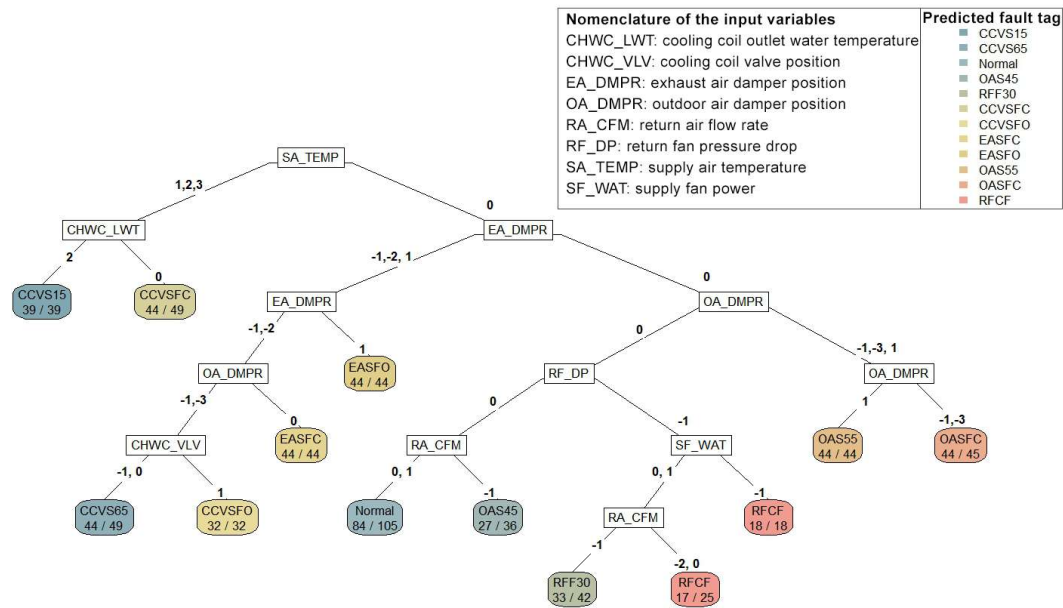 Nomenclature of the input variables
CHWC_LWT: cooling coil outlet water temperature
CHWC_VLV: cooling coil valve position
EA_DMPR: exhaust air damper position
OA_DMPR: outdoor air damper position
RA_CFM: return air flow rate
RF_DP: return fan pressure drop
SA_TEMP: supply air temperature
SF_WAT: supply fan power
Predicted fault tag
CCVS15
CCVS65
Normal
OAS45
RFF30
CCVSFC
CCVSFO
EASFC
EASFO
OAS55
OASFC
RFCF
SA_TEMP
1,2,3
0
CHWC_LWT
EA_DMPR
2
0
-1,-2, 1
0
CCVS15
39 / 39
CCVSFC
44 / 49
EA_DMPR
OA_DMPR
-1,-2
1
0
-1,-3, 1
OA_DMPR
EASFO
44 / 44
RF_DP
OA_DMPR
-1,-3
0
0
-1
1
-1,-3
CHWC_VLV
EASFC
44 / 44
RA_CFM
SF_WAT
OAS55
44 / 44
OASFC
44 / 45
-1, 0
1
0, 1
-1
0, 1
-1
CCVS65
44 / 49
CCVSFO
32 / 32
Normal
84 / 105
OAS45
27 / 36
RA_CFM
RFCF
18 / 18
-1
-2, 0
RFF30
33 / 42
RFCF
17 / 25